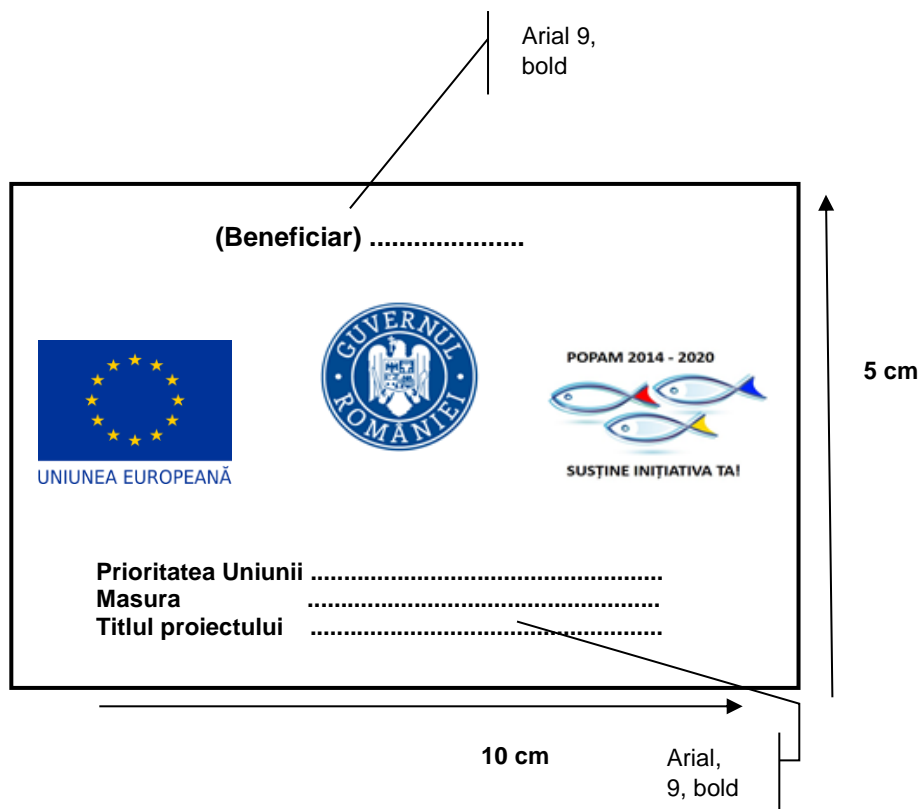 Arial 9,
bold
(Beneficiar) .......................
GUVERNUL ROMÂNIEI
UNIUNEA EUROPEANĂ
POPAM 2014 - 2020
SUSȚINE INIȚIATIVA TA!
5 cm
Prioritatea Uniunii .....................................................
Masura .....................................................
Titlul proiectului .....................................................
10 cm
Arial,
9, bold